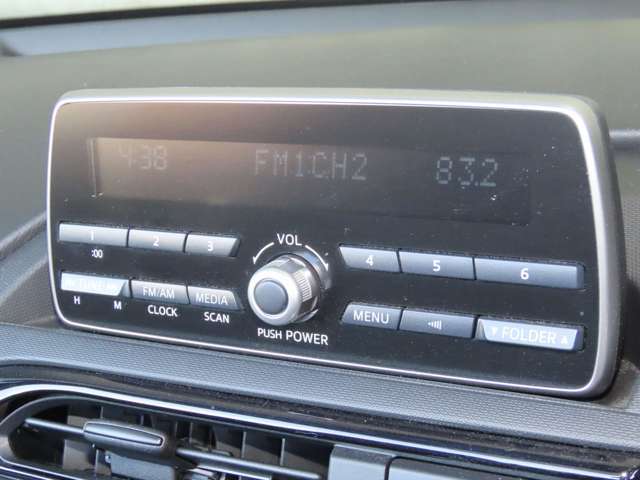 4:38 FM1CH2 83.2
VOL
1 2 3 4 5 6
:00
TUNE FM/AM MEDIA MENU FOLDER
H M CLOCK SCAN PUSH POWER